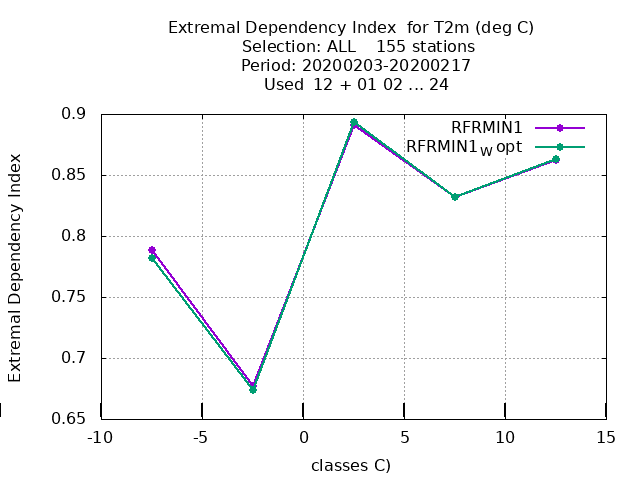 Extremal Dependency Index  for T2m (deg C)
Selection: ALL    155 stations
Period: 20200203-20200217
Used  12 + 01 02 ... 24
0.9
RFRMIN1
RFRMIN1W opt
0.85
0.8
0.75
0.7
0.65
Extremal Dependency Index
-10 -5 0 5 10 15
classes C)